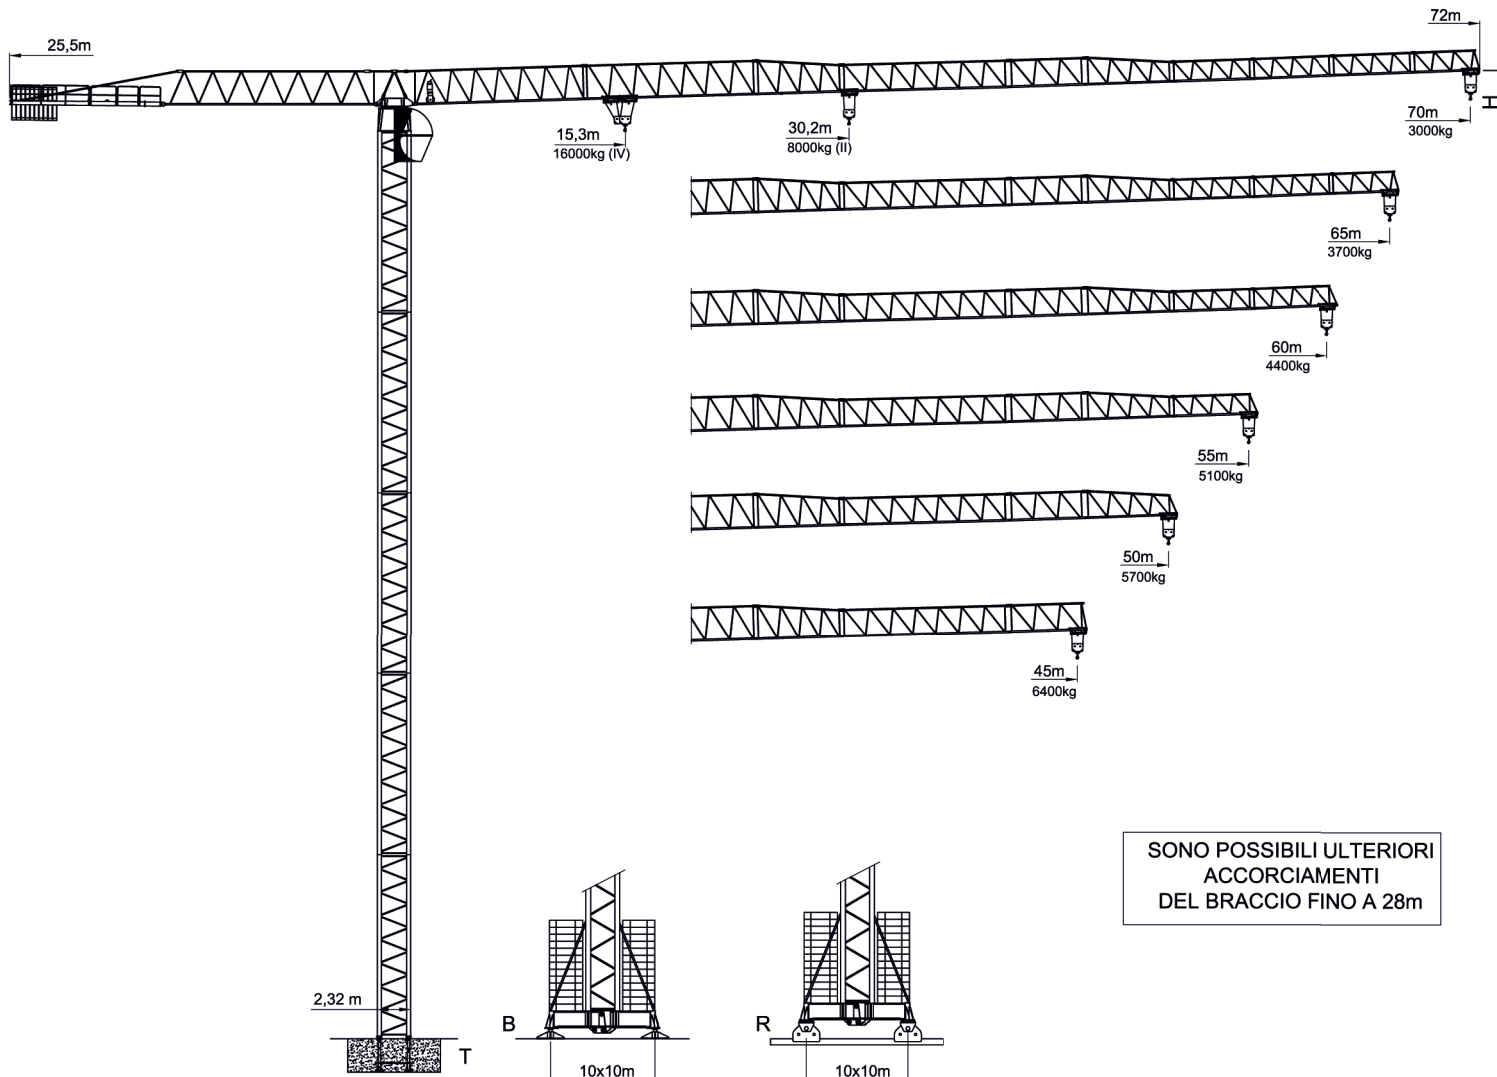 72m
25,5m
H
70m
3000kg
15,3m
16000kg (IV)
30,2m
8000kg (II)
65m
3700kg
60m
4400kg
55m
5100kg
50m
5700kg
45m
6400kg
SONO POSSIBILI ULTERIORI
ACCORCIAMENTI
DEL BRACCIO FINO A 28m
2,32 m
T
B
10x10m
R
10x10m